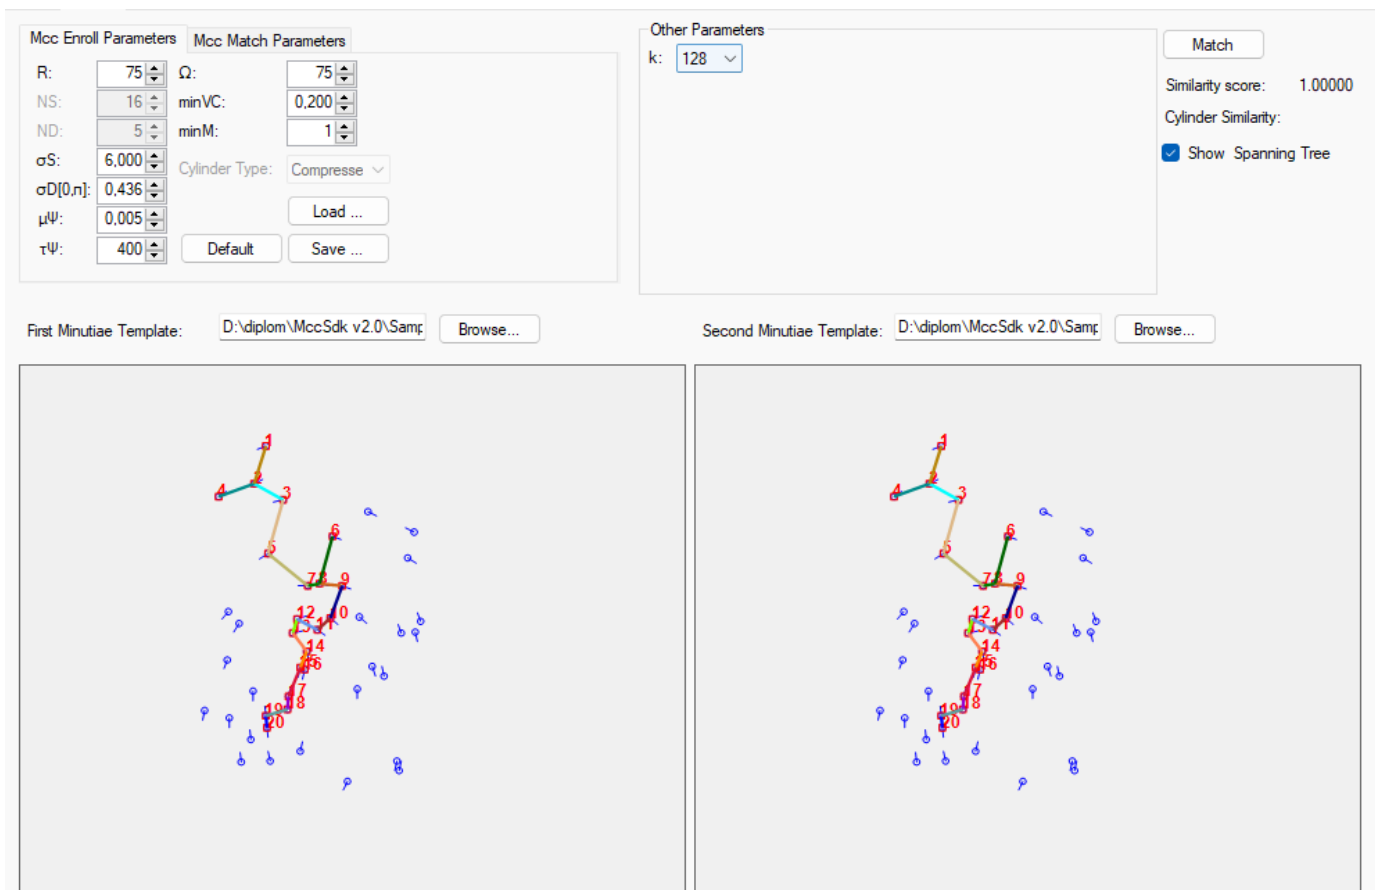 Mcc Enroll Parameters Mcc Match Parameters
R: 75 Ω: 75
NS: 16 minVC: 0,200
ND: 5 minM: 1
σS: 6,000 Cylinder Type: Compresse
σD[0,π]: 0,436
μΨ: 0,005 Load ...
τΨ: 400 Default Save ...
Other Parameters
k: 128
Match
Similarity score: 1.00000
Cylinder Similarity:
Show Spanning Tree
First Minutiae Template: D:\diplom\MccSdk v2.0\Samp Browse...
Second Minutiae Template: D:\diplom\MccSdk v2.0\Samp Browse...
1
2
4 3
6
5
7 8 9
12 10
13 11
14
15 16
17
19 18
20
1
2
4 3
6
5
7 8 9
12 10
13 11
14
15 16
17
19 18
20